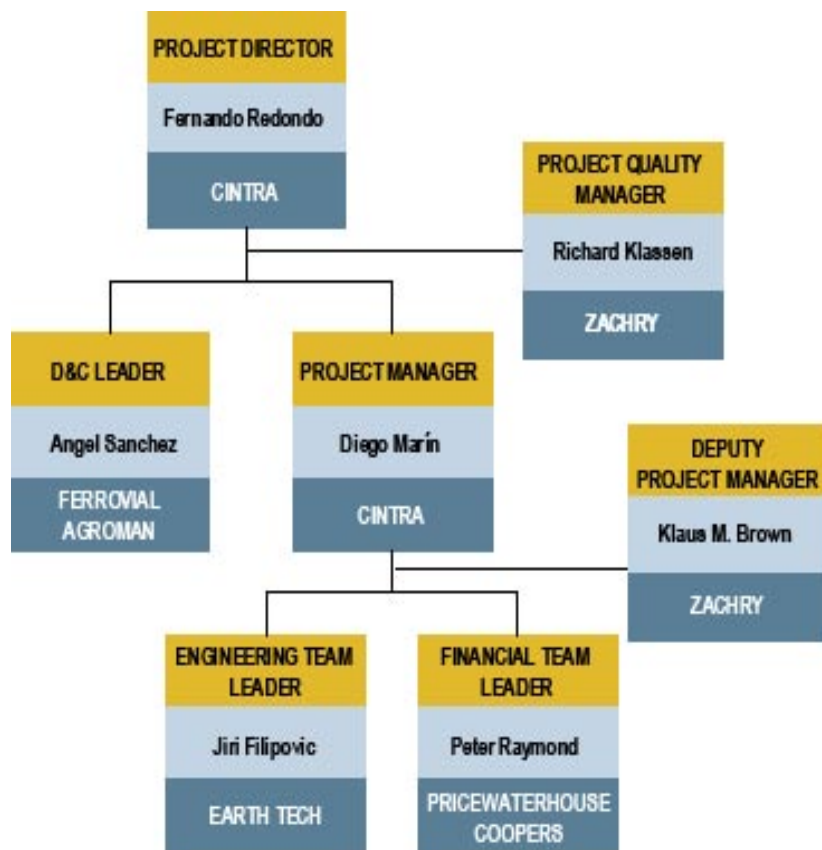 PROJECT DIRECTOR
Fernando Redondo
CINTRA
PROJECT QUALITY
MANAGER
Richard Klassen
ZACHRY
D&C LEADER
Angel Sanchez
FERROVIAL
AGROMAN
PROJECT MANAGER
Diego Marín
CINTRA
DEPUTY
PROJECT MANAGER
Klaus M. Brown
ZACHRY
ENGINEERING TEAM
LEADER
Jiri Filipovic
EARTH TECH
FINANCIAL TEAM
LEADER
Peter Raymond
PRICEWATERHOUSE
COOPERS